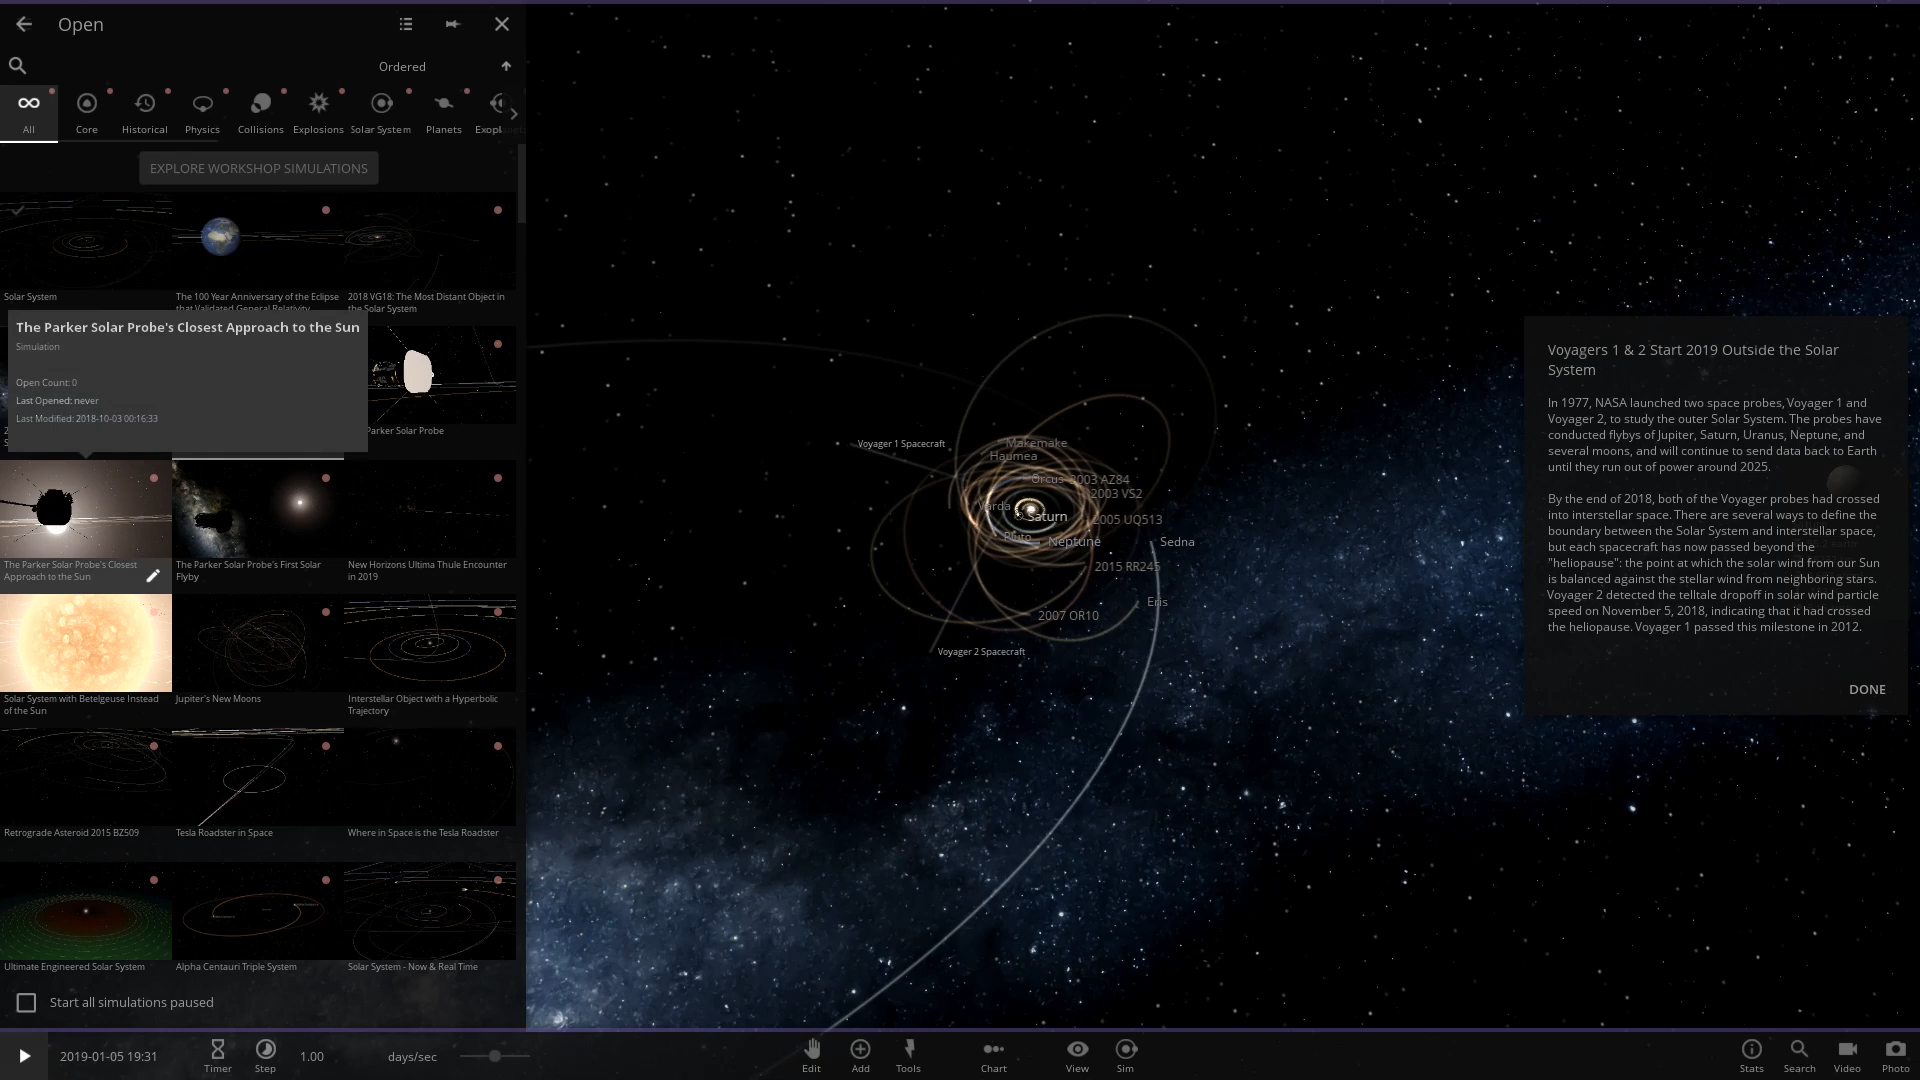 Open
Ordered
All
Core
Historical
Physics
Collisions
Explosions
Solar System
Planets
EXPLORE WORKSHOP SIMULATIONS
Solar System
The 100 Year Anniversary of the Eclipse
that Validated General Relativity
2018 VG18: The Most Distant Object in
the Solar System
The Parker Solar Probe's Closest Approach to the Sun
Simulation
Open Count: 0
Last Opened: never
Last Modified: 2018-10-03 00:16:33
Parker Solar Probe
The Parker Solar Probe's Closest
Approach to the Sun
The Parker Solar Probe's First Solar
Flyby
New Horizons Ultima Thule Encounter
in 2019
Solar System with Betelgeuse Instead
of the Sun
Jupiter's New Moons
Interstellar Object with a Hyperbolic
Trajectory
Retrograde Asteroid 2015 BZ509
Tesla Roadster in Space
Where in Space is the Tesla Roadster
Ultimate Engineered Solar System
Alpha Centauri Triple System
Solar System - Now & Real Time
Start all simulations paused
Voyager 1 Spacecraft
Makemake
Haumea
Orcus
2003 AZ84
2003 VS2
Varda
Saturn
2005 UQ513
Pluto
Neptune
Sedna
2015 RR245
Eris
2007 OR10
Voyager 2 Spacecraft
Voyagers 1 & 2 Start 2019 Outside the Solar
System
In 1977, NASA launched two space probes, Voyager 1 and
Voyager 2, to study the outer Solar System. The probes have
conducted flybys of Jupiter, Saturn, Uranus, Neptune, and
several moons, and will continue to send data back to Earth
until they run out of power around 2025.
By the end of 2018, both of the Voyager probes had crossed
into interstellar space. There are several ways to define the
boundary between the Solar System and interstellar space,
but each spacecraft has now passed beyond the
"heliopause": the point at which the solar wind from our Sun
is balanced against the stellar wind from neighboring stars.
Voyager 2 detected the telltale dropoff in solar wind particle
speed on November 5, 2018, indicating that it had crossed
the heliopause. Voyager 1 passed this milestone in 2012.
DONE
2019-01-05 19:31
Timer
Step
1.00
days/sec
Edit
Add
Tools
Chart
View
Sim
Stats
Search
Video
Photo